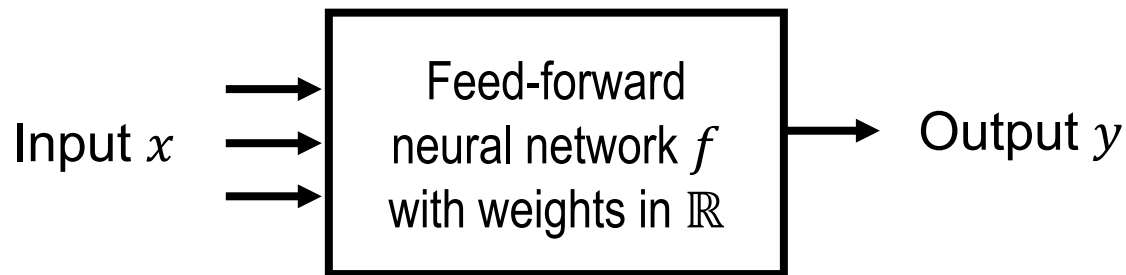 Input 𝑥
Feed-forward
neural network 𝑓
with weights in ℝ
Output 𝑦